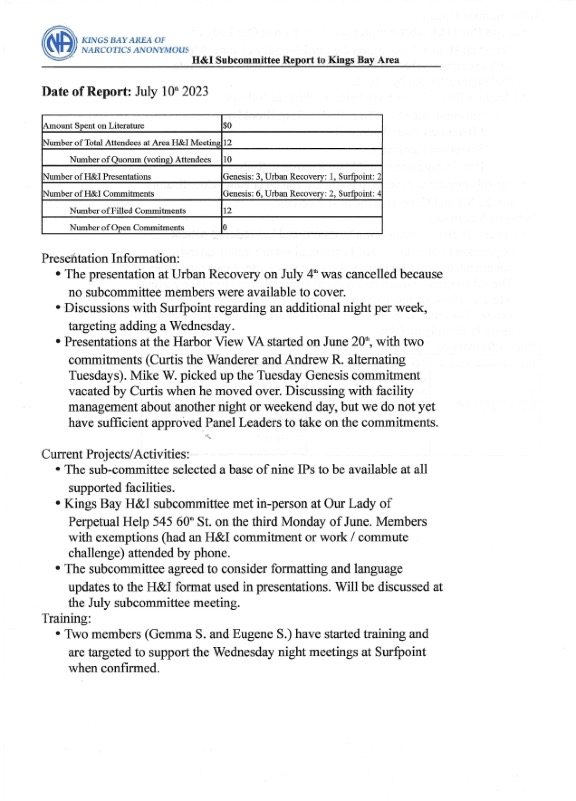 NA
KINGS BAY AREA OF
NARCOTICS ANONYMOUS
H&I Subcommittee Report to Kings Bay Area
Date of Report: July 10th 2023
Amount Spent on Literature $0
Number of Total Attendees at Area H&I Meeting 12
Number of Quorum (voting) Attendees 10
Number of H&I Presentations Genesis: 3, Urban Recovery: 1, Surfpoint: 2
Number of H&I Commitments Genesis: 6, Urban Recovery: 2, Surfpoint: 4
Number of Filled Commitments 12
Number of Open Commitments 0
Presentation Information:
• The presentation at Urban Recovery on July 4th was cancelled because
no subcommittee members were available to cover.
• Discussions with Surfpoint regarding an additional night per week,
targeting adding a Wednesday.
• Presentations at the Harbor View VA started on June 20th, with two
commitments (Curtis the Wanderer and Andrew R. alternating
Tuesdays). Mike W. picked up the Tuesday Genesis commitment
vacated by Curtis when he moved over. Discussing with facility
management about another night or weekend day, but we do not yet
have sufficient approved Panel Leaders to take on the commitments.
Current Projects/Activities:
• The sub-committee selected a base of nine IPs to be available at all
supported facilities.
• Kings Bay H&I subcommittee met in-person at Our Lady of
Perpetual Help 545 60th St. on the third Monday of June. Members
with exemptions (had an H&I commitment or work / commute
challenge) attended by phone.
• The subcommittee agreed to consider formatting and language
updates to the H&I format used in presentations. Will be discussed at
the July subcommittee meeting.
Training:
• Two members (Gemma S. and Eugene S.) have started training and
are targeted to support the Wednesday night meetings at Surfpoint
when confirmed.